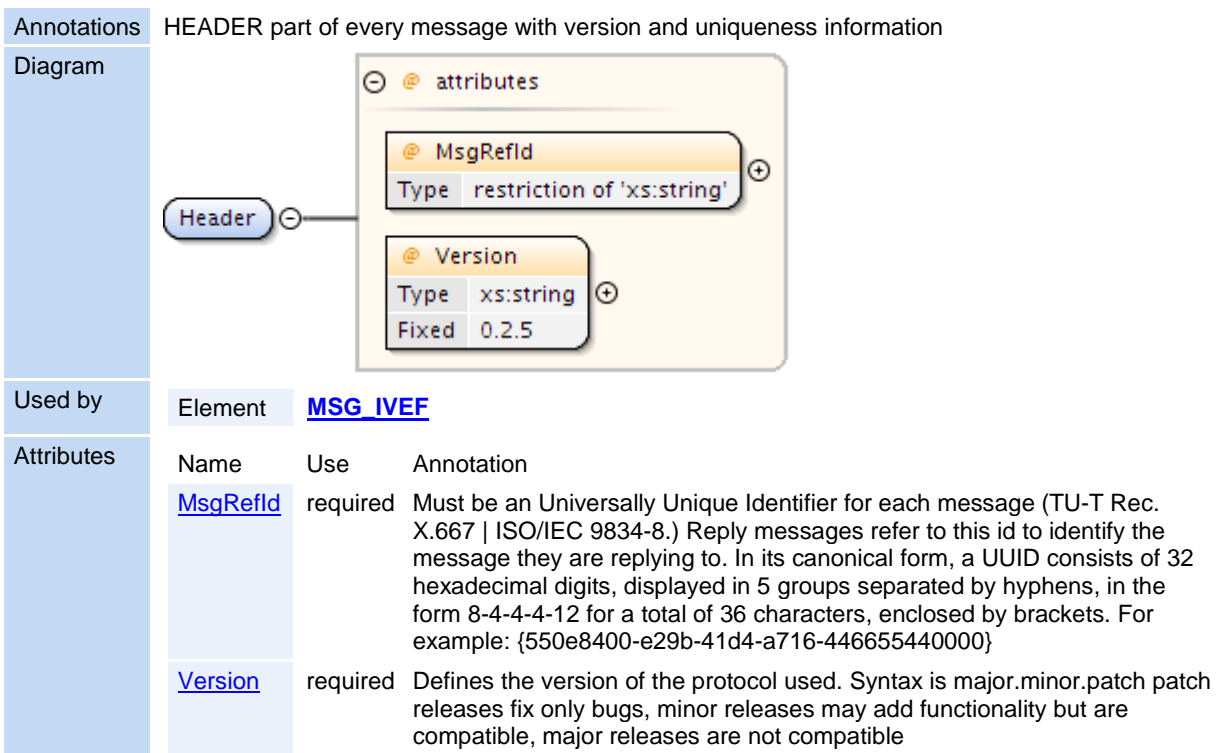 Annotations HEADER part of every message with version and uniqueness information
Diagram
@ attributes
@ MsgRefId
Type restriction of 'xs:string'
Header
@ Version
Type xs:string
Fixed 0.2.5
Used by Element MSG_IVEF
Attributes Name Use Annotation
MsgRefId required Must be an Universally Unique Identifier for each message (TU-T Rec.
X.667 | ISO/IEC 9834-8.) Reply messages refer to this id to identify the
message they are replying to. In its canonical form, a UUID consists of 32
hexadecimal digits, displayed in 5 groups separated by hyphens, in the
form 8-4-4-4-12 for a total of 36 characters, enclosed by brackets. For
example: {550e8400-e29b-41d4-a716-446655440000}
Version required Defines the version of the protocol used. Syntax is major.minor.patch patch
releases fix only bugs, minor releases may add functionality but are
compatible, major releases are not compatible